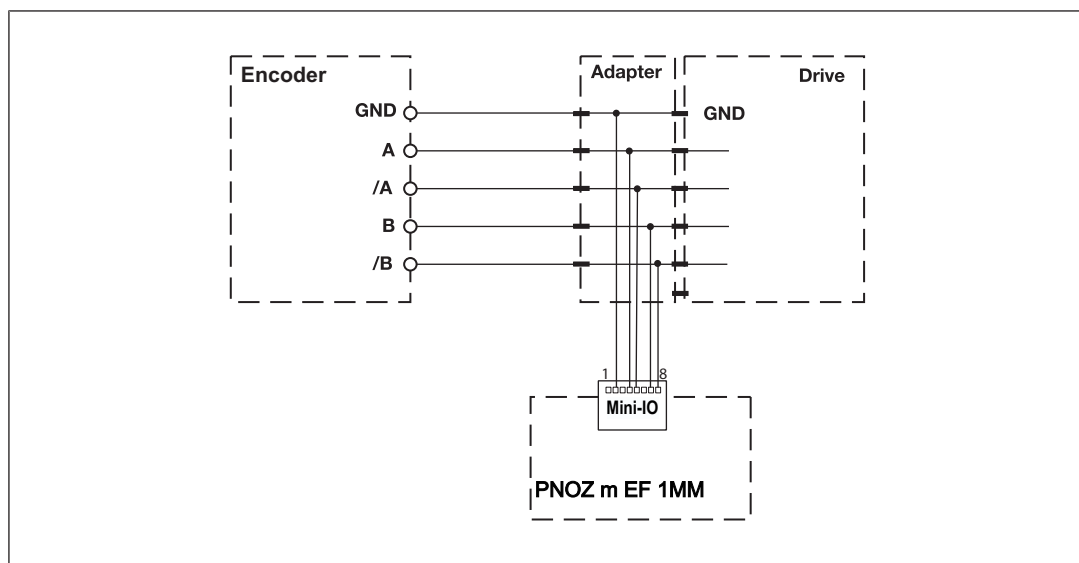 Encoder
Adapter
Drive
GND
GND
A
/A
B
/B
1
8
Mini-IO
PNOZ m EF 1MM